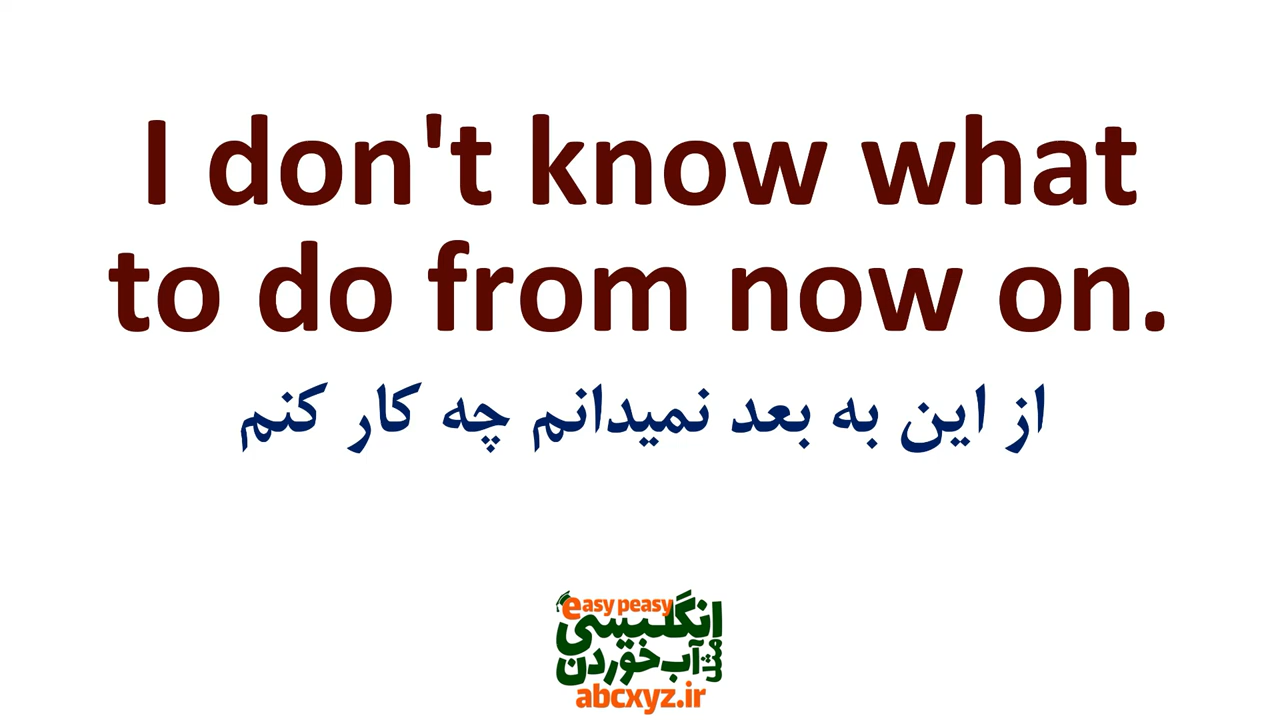 I don't know what
to do from now on.
از این به بعد نمیدانم چه کار کنم
easy peasy
انگلیسی
مثل آب خوردن
abcxyz.ir